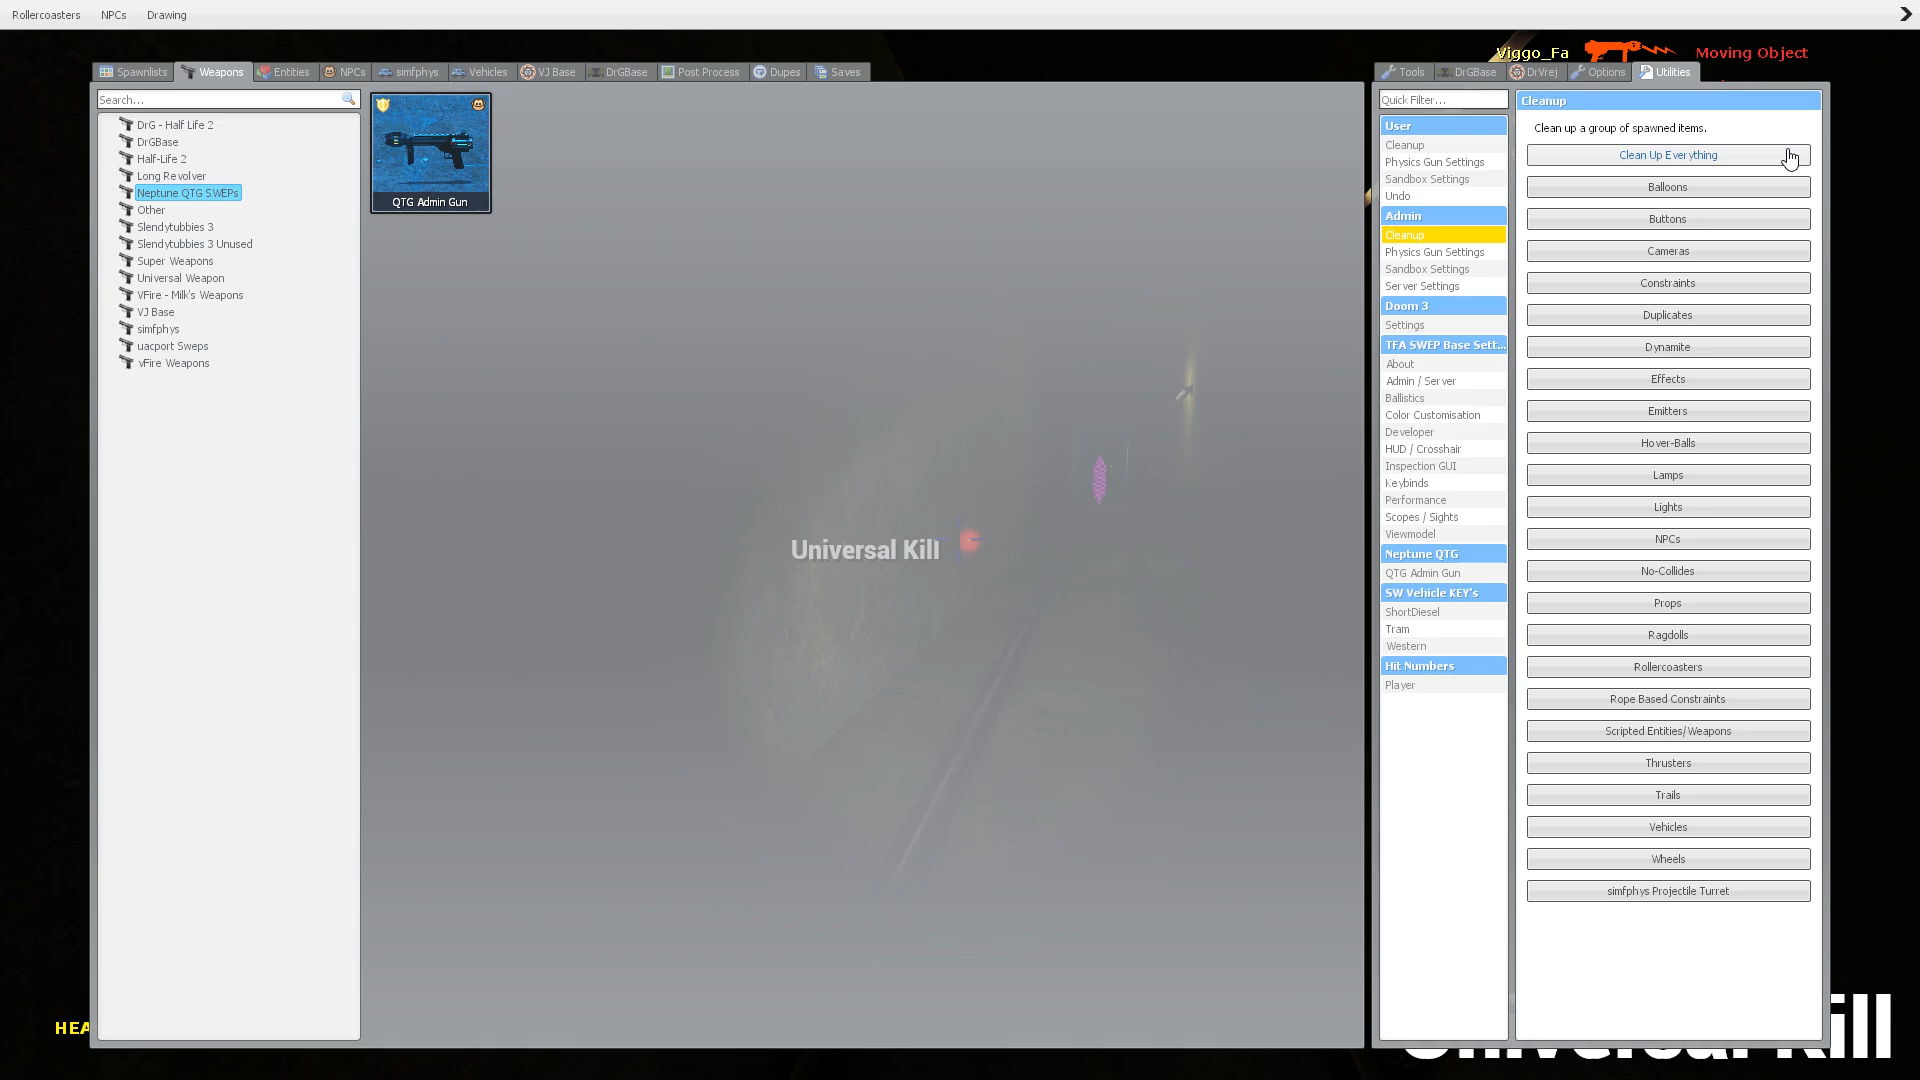 Rollercoasters NPCs Drawing
Viggo_Fa Moving Object
Spawnlists Weapons Entities NPCs simfphys Vehicles VJ Base DrGBase Post Process Dupes Saves
Search...
DrG - Half Life 2
DrGBase
Half-Life 2
Long Revolver
Neptune QTG SWEPs
Other
Slendytubbies 3
Slendytubbies 3 Unused
Super Weapons
Universal Weapon
VFire - Milk's Weapons
VJ Base
simfphys
uacport Sweps
vFire Weapons
QTG Admin Gun
Universal Kill
HEA
Tools DrGBase DrVrej Options Utilities
Quick Filter...
User
Cleanup
Physics Gun Settings
Sandbox Settings
Undo
Admin
Cleanup
Physics Gun Settings
Sandbox Settings
Server Settings
Doom 3
Settings
TFA SWEP Base Sett...
About
Admin / Server
Ballistics
Color Customisation
Developer
HUD / Crosshair
Inspection GUI
Keybinds
Performance
Scopes / Sights
Viewmodel
Neptune QTG
QTG Admin Gun
SW Vehicle KEY's
ShortDiesel
Tram
Western
Hit Numbers
Player
Cleanup
Clean up a group of spawned items.
Clean Up Everything
Balloons
Buttons
Cameras
Constraints
Duplicates
Dynamite
Effects
Emitters
Hover-Balls
Lamps
Lights
NPCs
No-Collides
Props
Ragdolls
Rollercoasters
Rope Based Constraints
Scripted Entities/Weapons
Thrusters
Trails
Vehicles
Wheels
simfphys Projectile Turret
Universal Kill